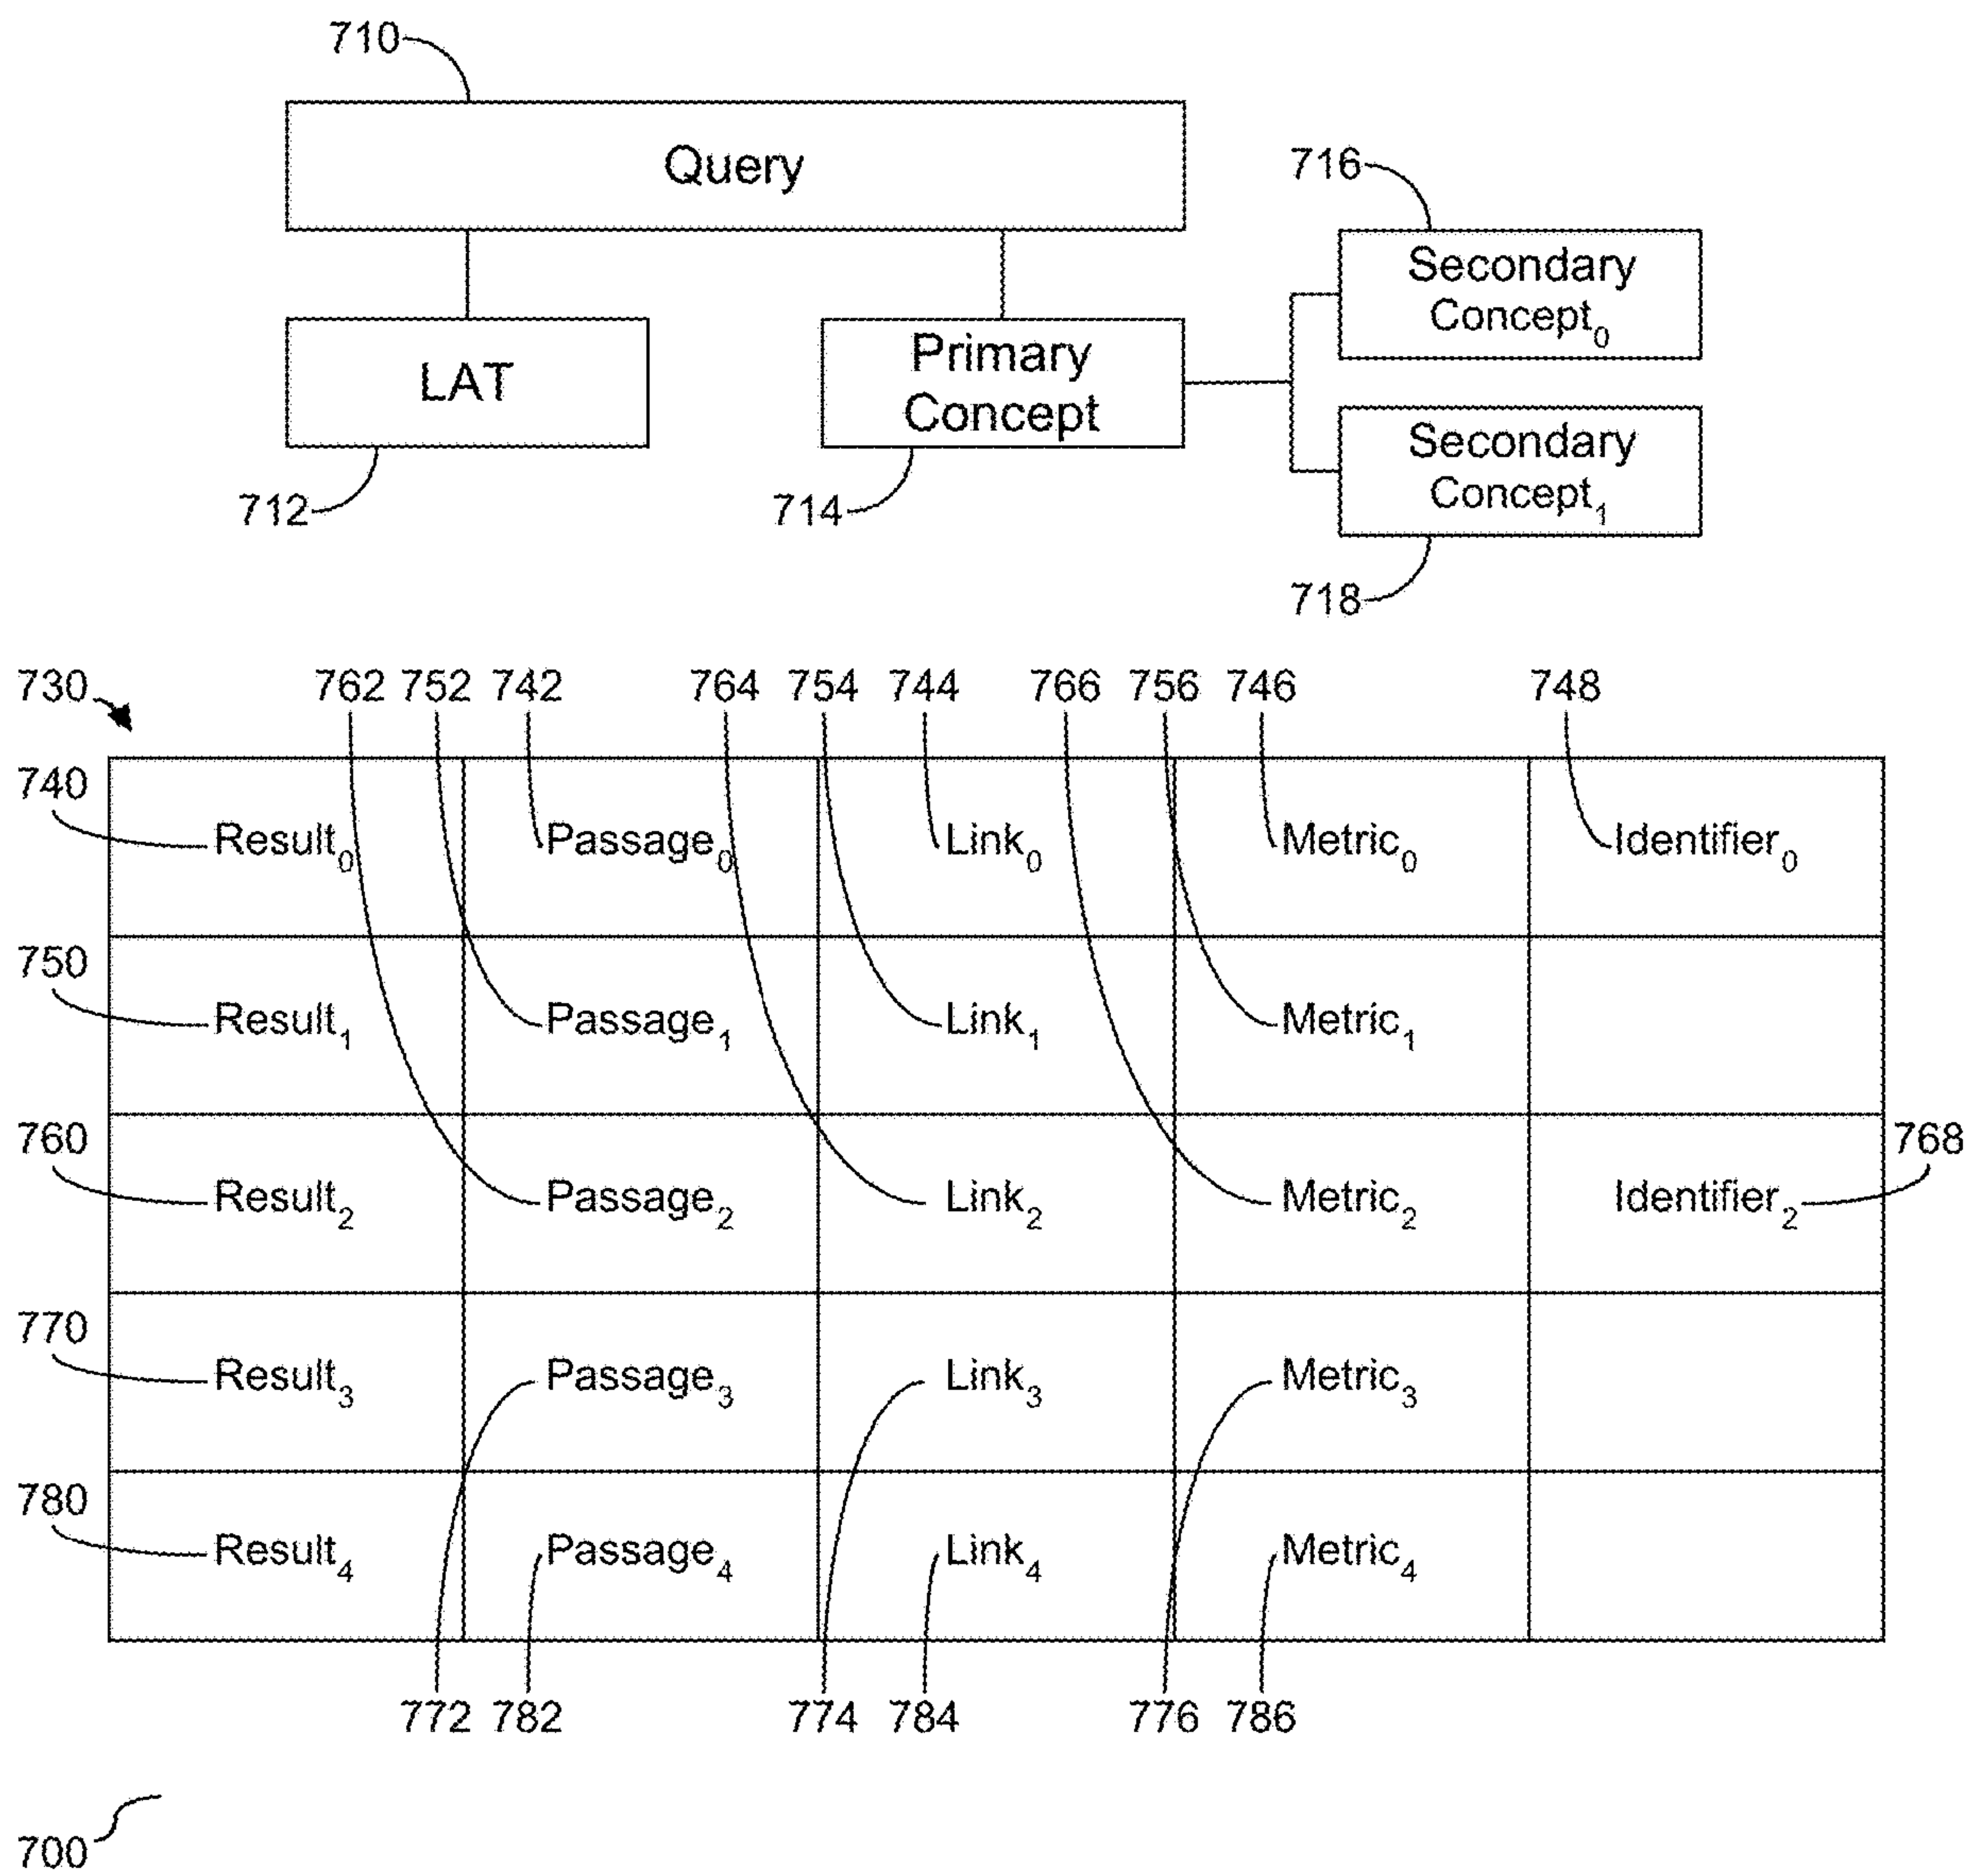 710
Query
716
Secondary
Concept₀
LAT
Primary
Concept
Secondary
Concept₁
712
714
718
730
762 752 742 764 754 744 766 756 746 748
740
Result₀ Passage₀ Link₀ Metric₀ Identifier₀
750
Result₁ Passage₁ Link₁ Metric₁
760 768
Result₂ Passage₂ Link₂ Metric₂ Identifier₂
770
Result₃ Passage₃ Link₃ Metric₃
780
Result₄ Passage₄ Link₄ Metric₄
772 782 774 784 776 786
700